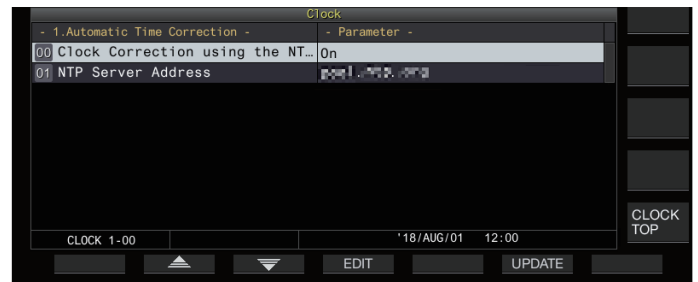 Clock
- 1.Automatic Time Correction - - Parameter -
00 Clock Correction using the NT… On
01 NTP Server Address
CLOCK TOP
CLOCK 1-00 '18/AUG/01 12:00
EDIT UPDATE